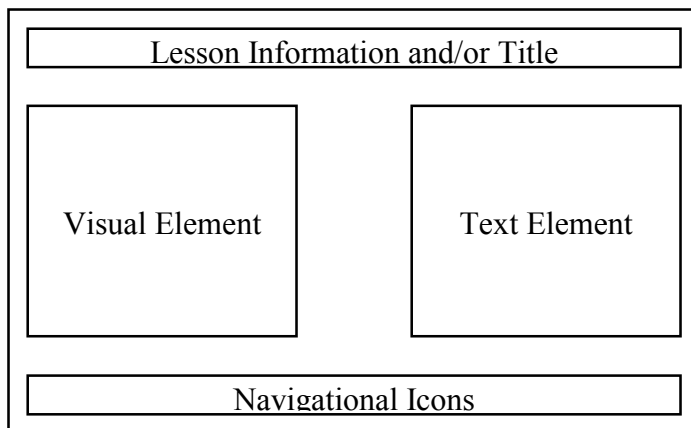 Lesson Information and/or Title
Visual Element
Text Element
Navigational Icons